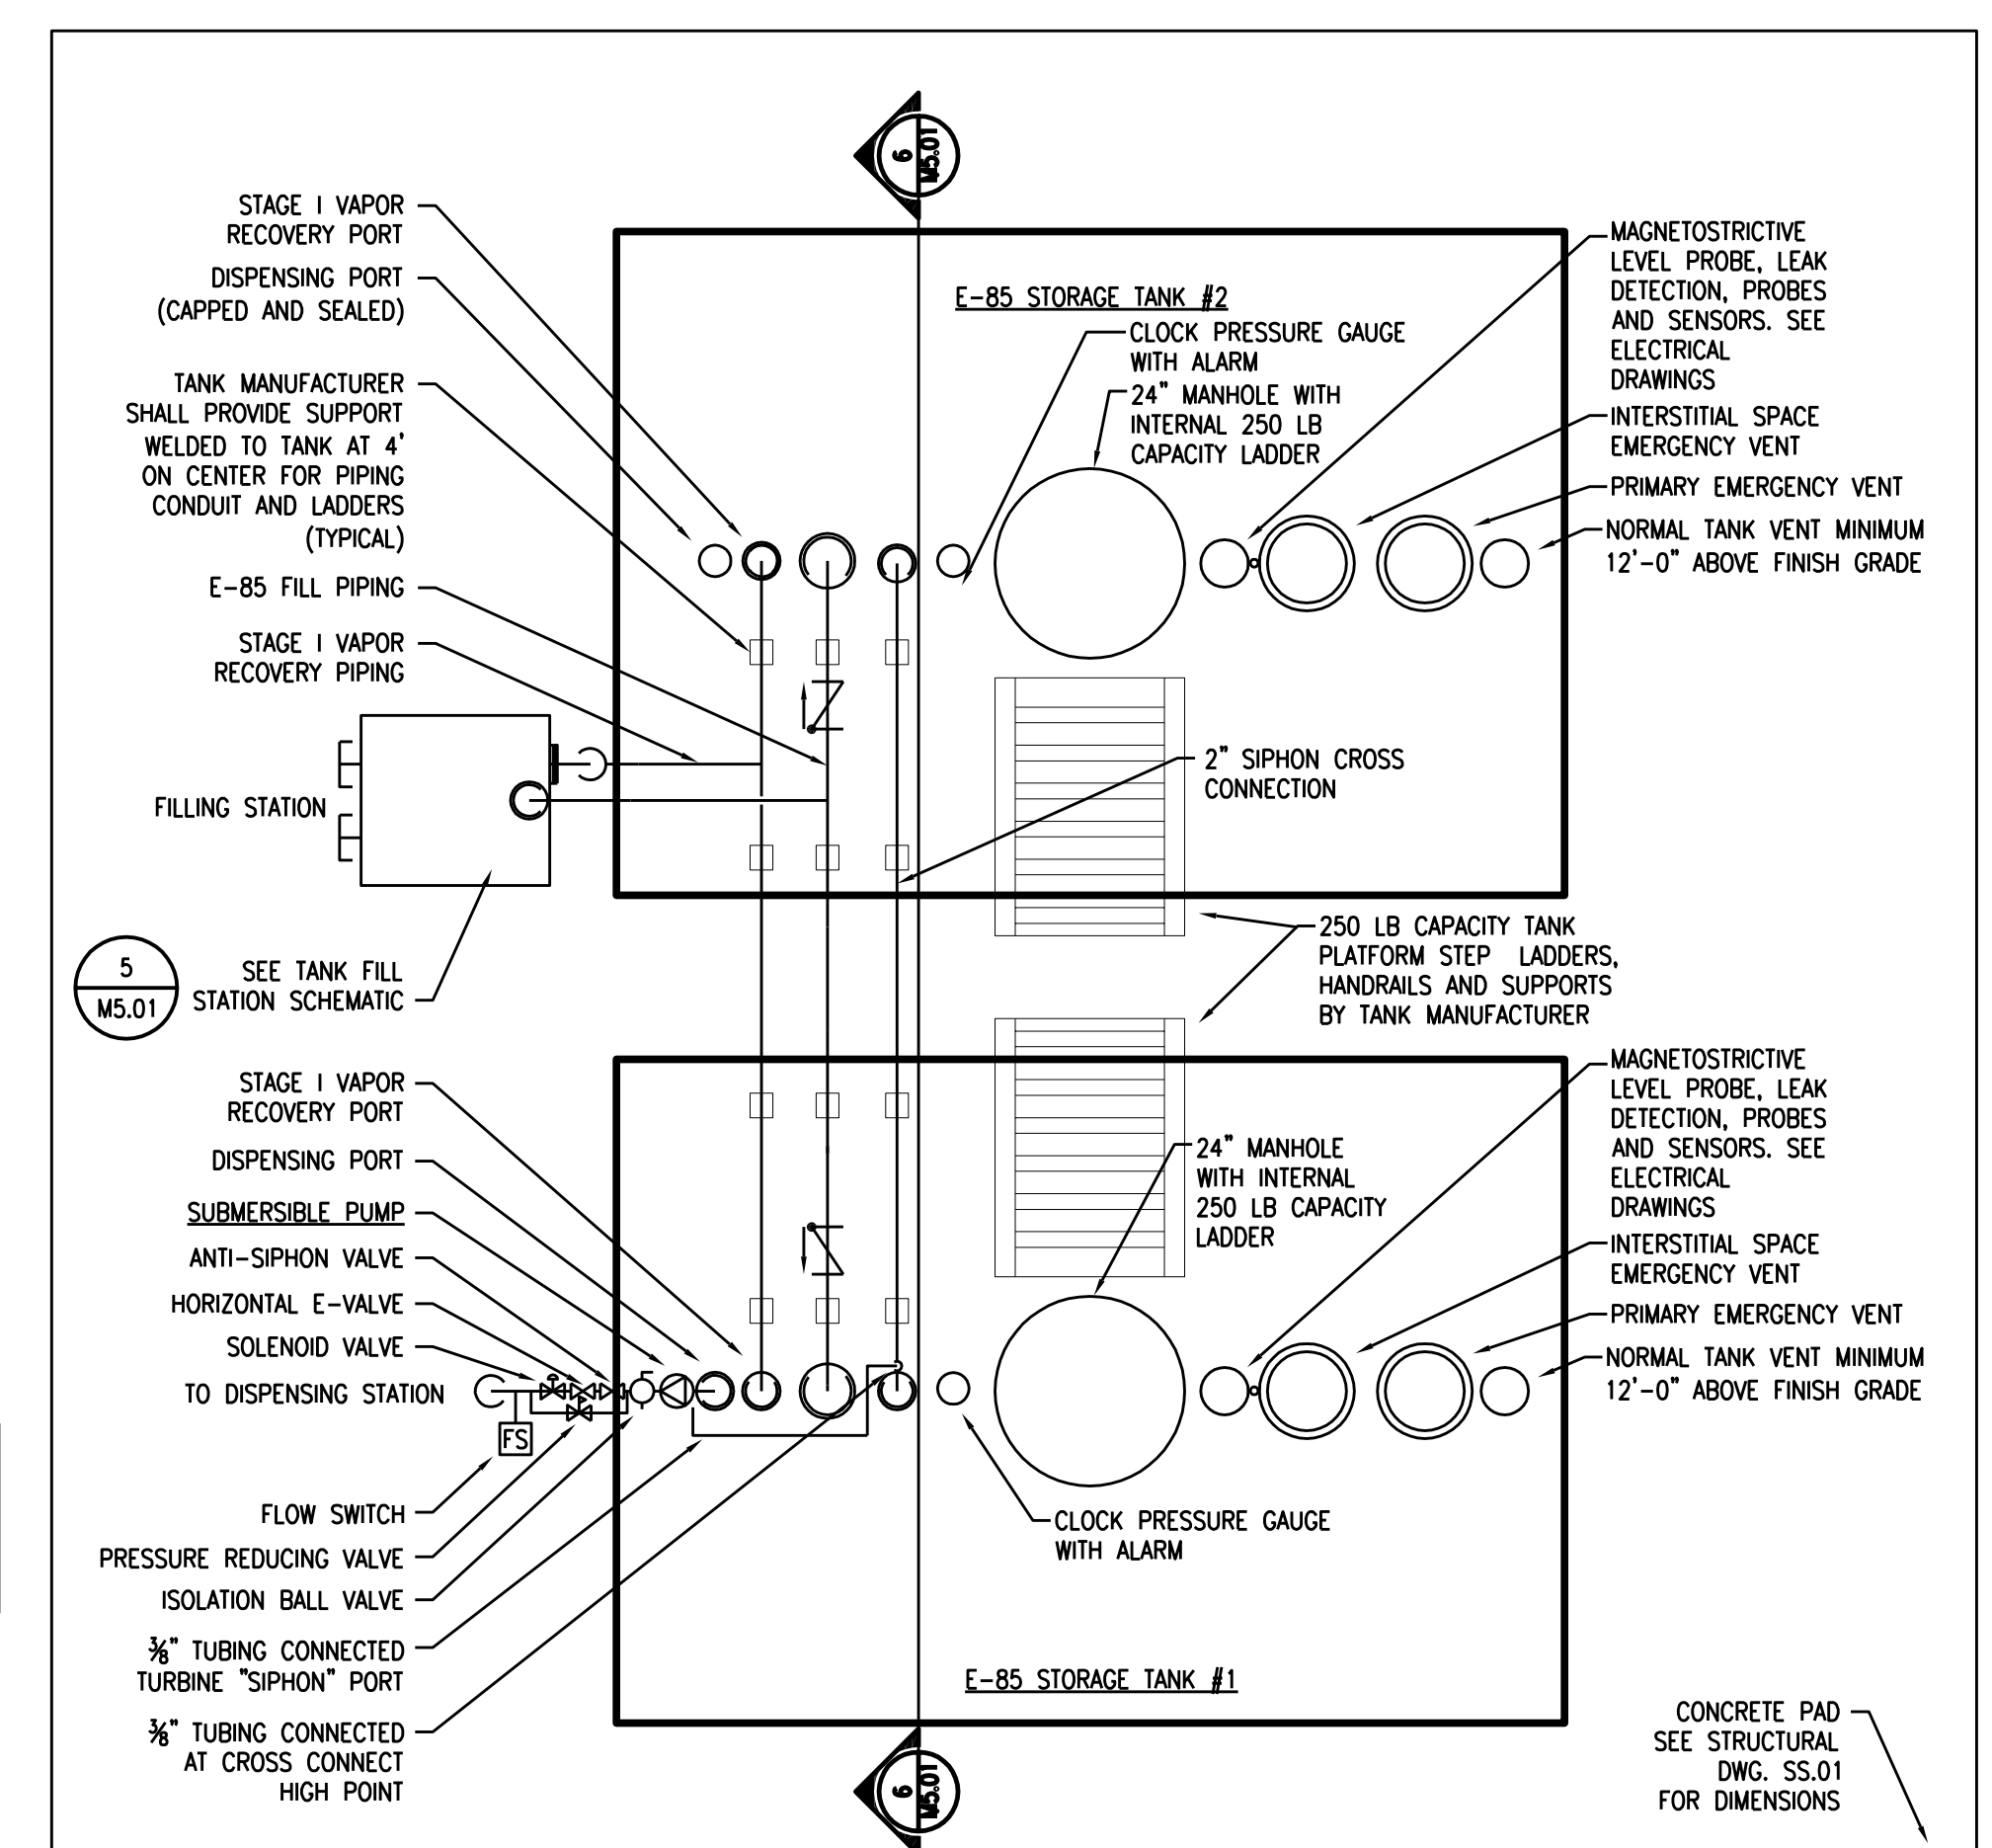 6
M5.01
STAGE I VAPOR
RECOVERY PORT
DISPENSING PORT
(CAPPED AND SEALED)
TANK MANUFACTURER
SHALL PROVIDE SUPPORT
WELDED TO TANK AT 4'
ON CENTER FOR PIPING
CONDUIT AND LADDERS
(TYPICAL)
E-85 FILL PIPING
STAGE I VAPOR
RECOVERY PIPING
FILLING STATION
5
M5.01
SEE TANK FILL
STATION SCHEMATIC
E-85 STORAGE TANK #2
CLOCK PRESSURE GAUGE
WITH ALARM
24" MANHOLE WITH
INTERNAL 250 LB
CAPACITY LADDER
MAGNETOSTRICTIVE
LEVEL PROBE, LEAK
DETECTION, PROBES
AND SENSORS. SEE
ELECTRICAL
DRAWINGS
INTERSTITIAL SPACE
EMERGENCY VENT
PRIMARY EMERGENCY VENT
NORMAL TANK VENT MINIMUM
12'-0" ABOVE FINISH GRADE
2" SIPHON CROSS
CONNECTION
250 LB CAPACITY TANK
PLATFORM STEP LADDERS,
HANDRAILS AND SUPPORTS
BY TANK MANUFACTURER
STAGE I VAPOR
RECOVERY PORT
DISPENSING PORT
SUBMERSIBLE PUMP
ANTI-SIPHON VALVE
HORIZONTAL E-VALVE
SOLENOID VALVE
TO DISPENSING STATION
FS
FLOW SWITCH
PRESSURE REDUCING VALVE
ISOLATION BALL VALVE
⅜" TUBING CONNECTED
TURBINE "SIPHON" PORT
⅜" TUBING CONNECTED
AT CROSS CONNECT
HIGH POINT
24" MANHOLE
WITH INTERNAL
250 LB CAPACITY
LADDER
MAGNETOSTRICTIVE
LEVEL PROBE, LEAK
DETECTION, PROBES
AND SENSORS. SEE
ELECTRICAL
DRAWINGS
INTERSTITIAL SPACE
EMERGENCY VENT
PRIMARY EMERGENCY VENT
NORMAL TANK VENT MINIMUM
12'-0" ABOVE FINISH GRADE
CLOCK PRESSURE GAUGE
WITH ALARM
E-85 STORAGE TANK #1
6
M5.01
CONCRETE PAD
SEE STRUCTURAL
DWG. SS.01
FOR DIMENSIONS